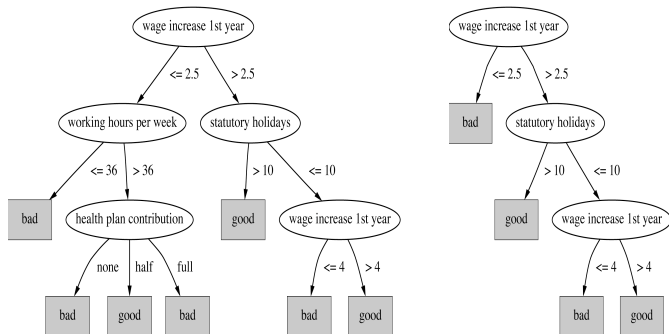 wage increase 1st year
<= 2.5
> 2.5
working hours per week
statutory holidays
<= 36
> 36
> 10
<= 10
bad
health plan contribution
good
wage increase 1st year
none
half
full
<= 4
> 4
bad
good
bad
bad
good
wage increase 1st year
<= 2.5
> 2.5
bad
statutory holidays
> 10
<= 10
good
wage increase 1st year
<= 4
> 4
bad
good